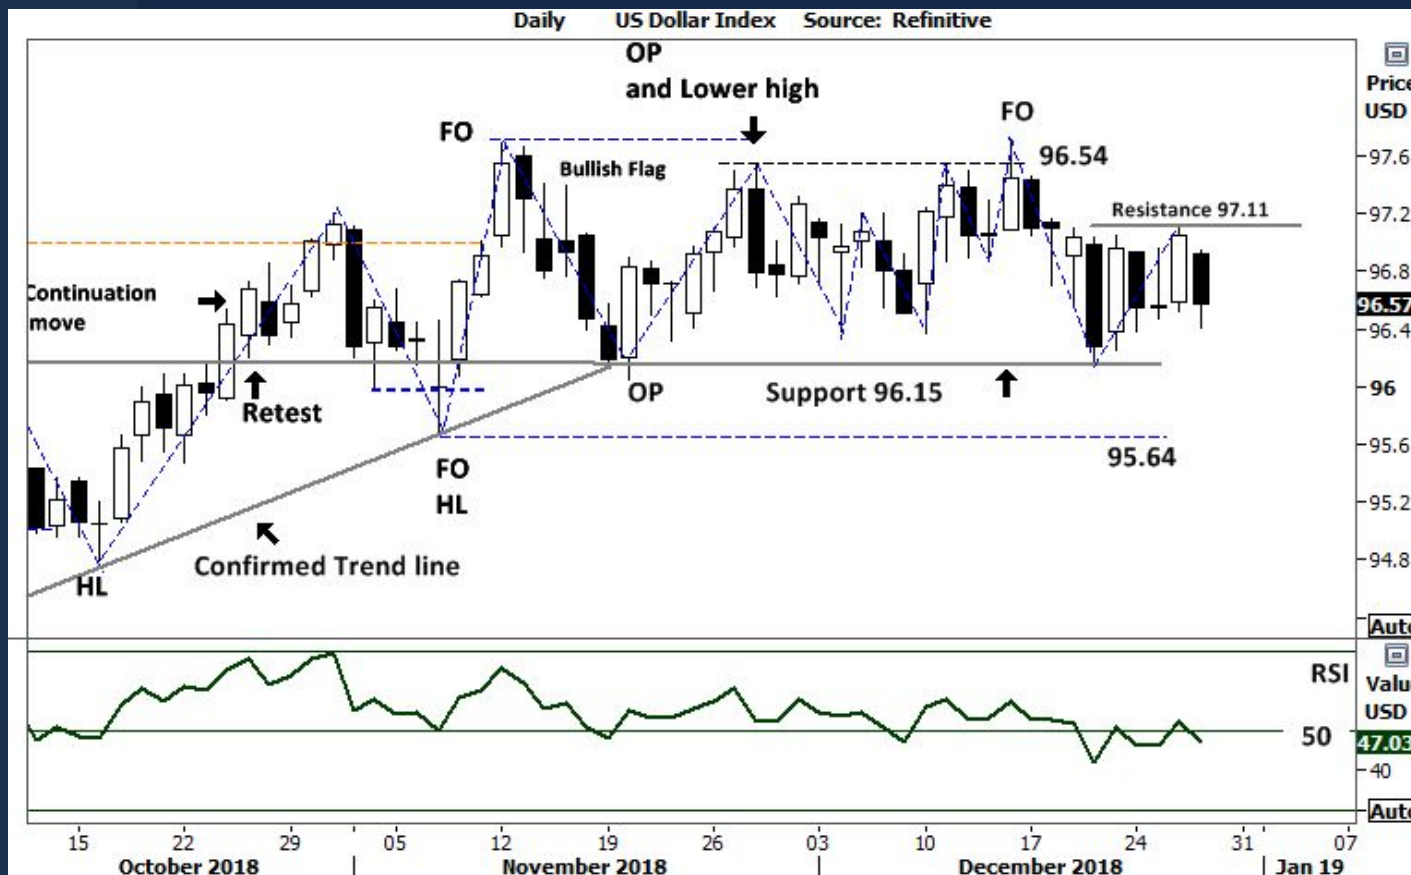 Daily US Dollar Index Source: Refinitive
OP
and Lower high
FO
FO
Bullish Flag
96.54
Resistance 97.11
Continuation
move
Retest
OP
Support 96.15
FO
HL
95.64
Confirmed Trend line
HL
Price
USD
97.6
97.2
96.8
96.57
96.4
96
95.6
95.2
94.8
Auto
RSI
50
Valu
USD
47.03
40
Auto
15 22 29 05 12 19 26 03 10 17 24 31 07
October 2018 November 2018 December 2018 Jan 19